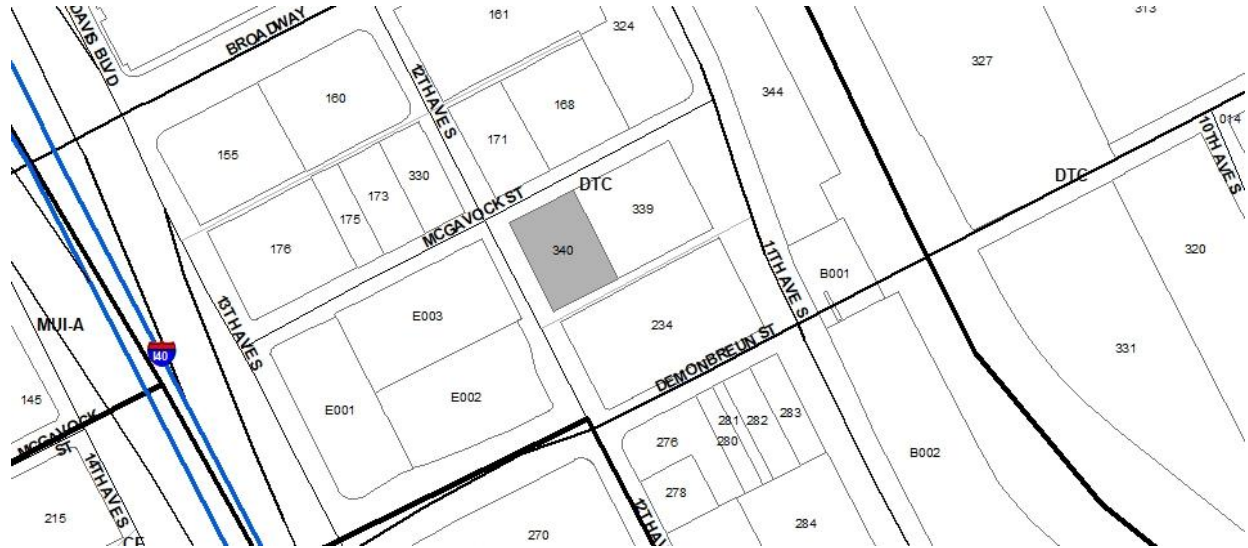 DAVIS BLVD
BROADWAY
161
324
313
12TH AVE S
160
327
344
155
171
168
014
10TH AVE S
330
173
DTC
DTC
175
MCGAVOCK ST
339
176
340
11TH AVE S
320
B001
13TH AVE S
E003
234
MUI-A
I40
DEMONBREUN ST
331
145
E001
E002
281
282
283
MCGAVOCK
ST
276
280
B002
14TH AVE S
278
215
12TH AV
284
270